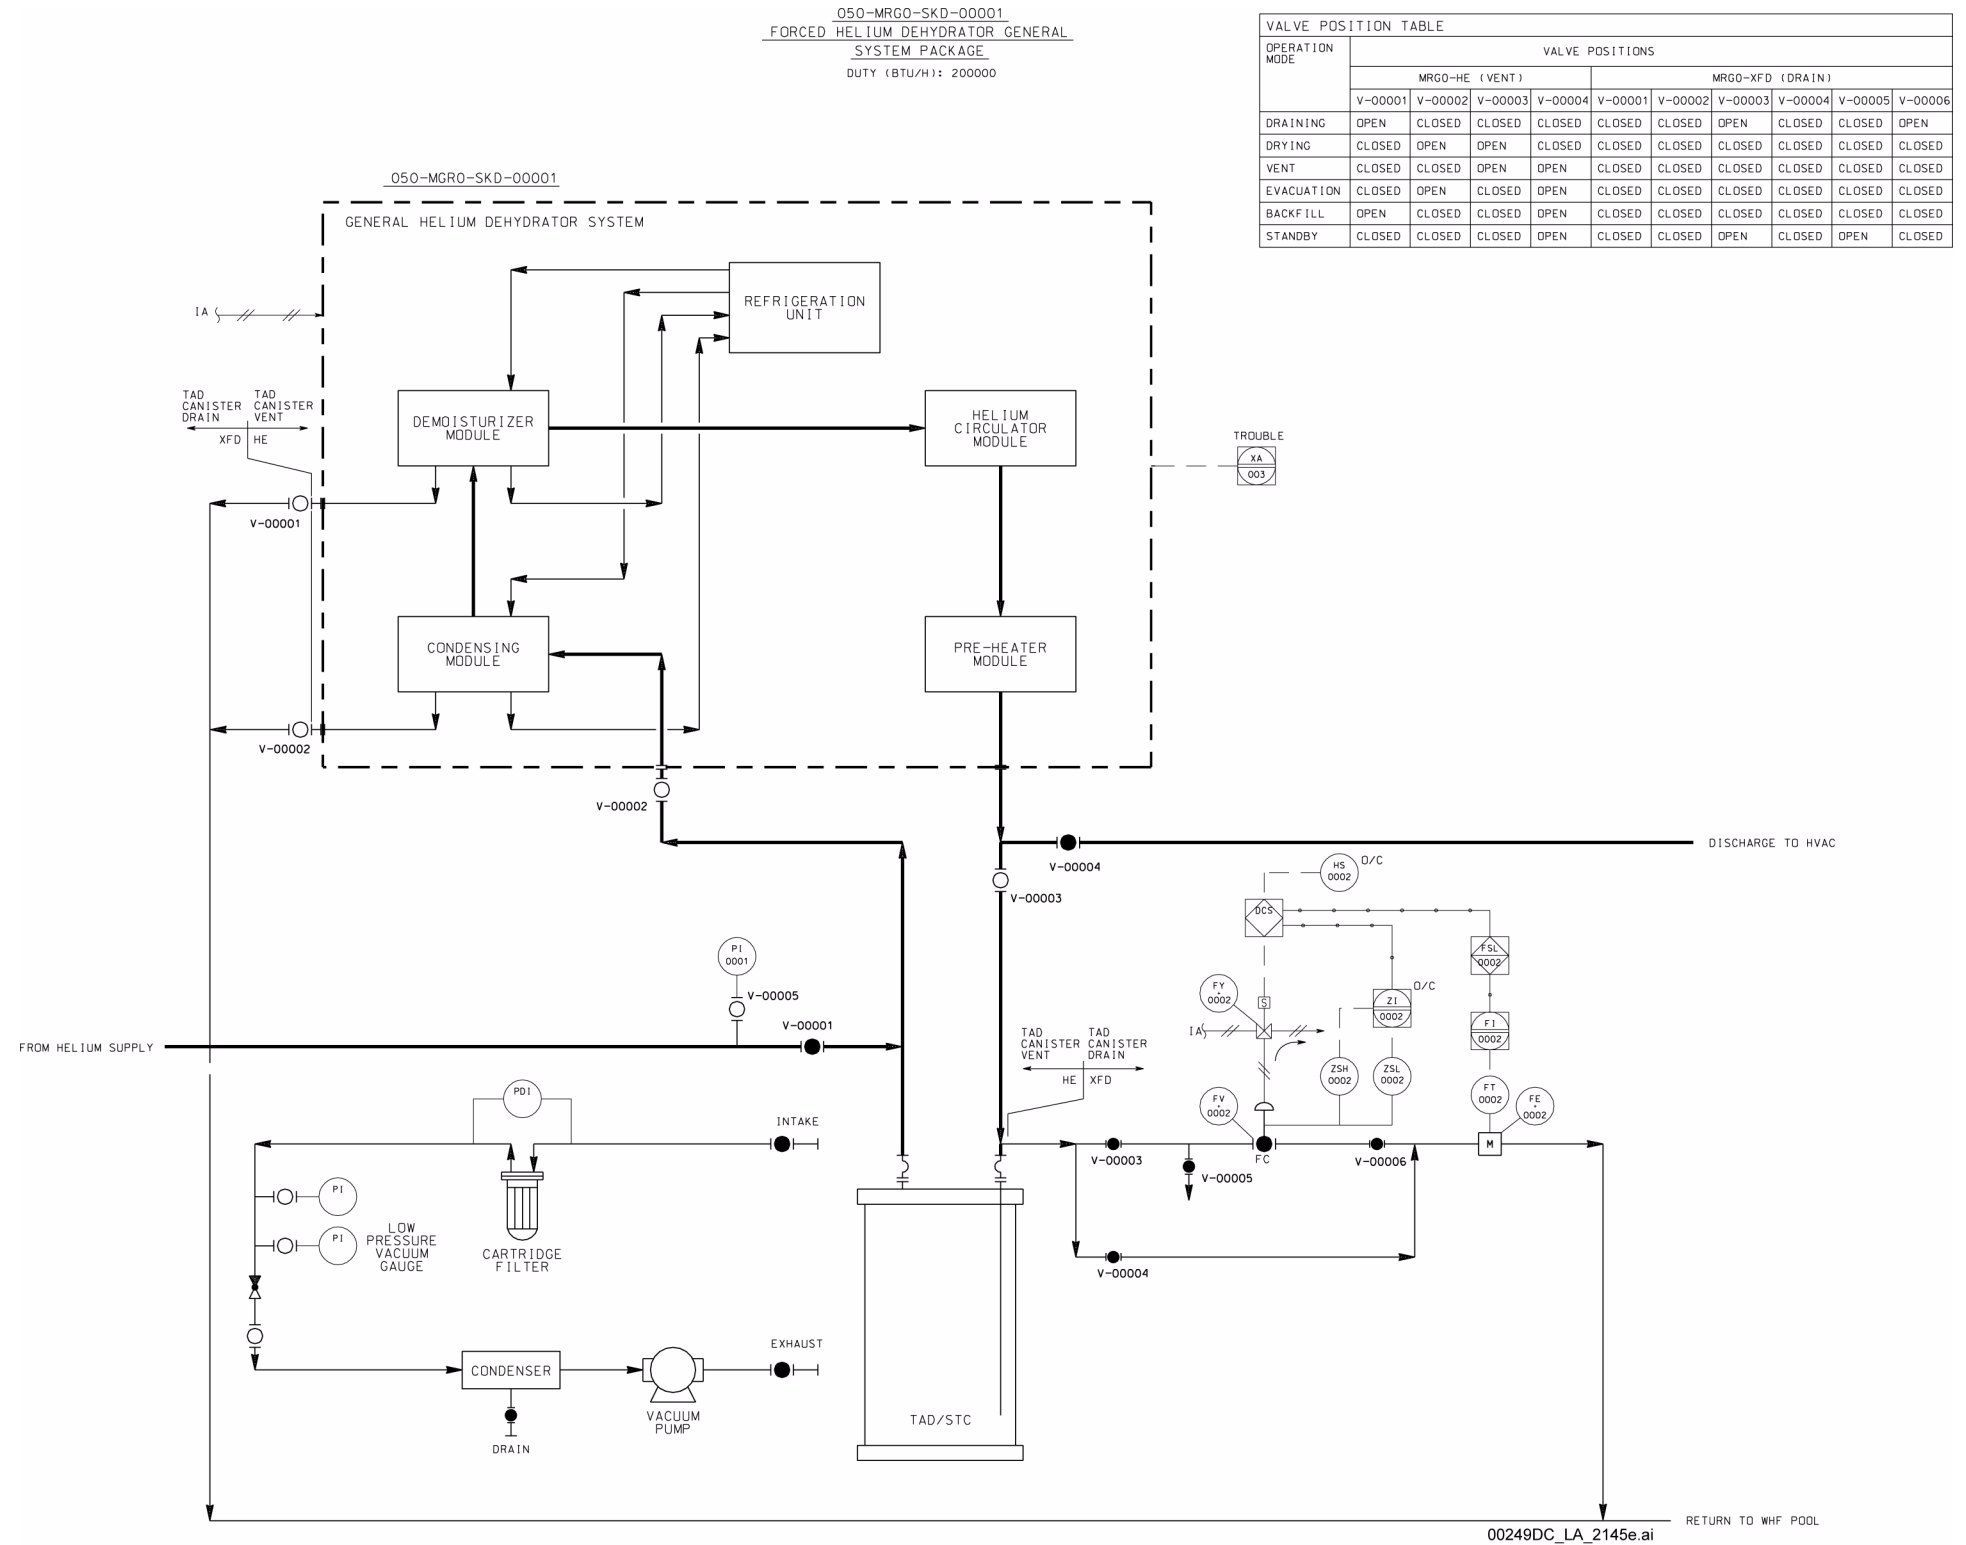 050-MRGO-SKD-00001
FORCED HELIUM DEHYDRATOR GENERAL
SYSTEM PACKAGE
DUTY (BTU/H): 200000
VALVE POSITION TABLE
OPERATION MODE
VALVE POSITIONS
MRGO-HE (VENT) MRGO-XFD (DRAIN)
V-00001 V-00002 V-00003 V-00004 V-00001 V-00002 V-00003 V-00004 V-00005 V-00006
DRAINING OPEN CLOSED CLOSED CLOSED CLOSED CLOSED OPEN CLOSED CLOSED OPEN
DRYING CLOSED OPEN OPEN CLOSED CLOSED CLOSED CLOSED CLOSED CLOSED CLOSED
VENT CLOSED CLOSED OPEN OPEN CLOSED CLOSED CLOSED CLOSED CLOSED CLOSED
EVACUATION CLOSED OPEN CLOSED OPEN CLOSED CLOSED CLOSED CLOSED CLOSED CLOSED
BACKFILL OPEN CLOSED CLOSED OPEN CLOSED CLOSED CLOSED CLOSED CLOSED CLOSED
STANDBY CLOSED CLOSED CLOSED OPEN CLOSED CLOSED OPEN CLOSED OPEN CLOSED
050-MGRO-SKD-00001
GENERAL HELIUM DEHYDRATOR SYSTEM
REFRIGERATION
UNIT
IA
TAD
CANISTER
DRAIN
TAD
CANISTER
VENT
XFD HE
DEMOISTURIZER
MODULE
HELIUM
CIRCULATOR
MODULE
TROUBLE
XA
003
V-00001
CONDENSING
MODULE
PRE-HEATER
MODULE
V-00002
V-00002
DISCHARGE TO HVAC
V-00004
V-00003
HS
0002
O/C
DCS
FSL
0002
PI
0001
V-00005
V-00001
FY
0002
S
ZI
0002
O/C
FI
0002
IA
FROM HELIUM SUPPLY
TAD
CANISTER
VENT
TAD
CANISTER
DRAIN
HE XFD
ZSH
0002
ZSL
0002
PDI
FV
0002
FT
0002
FE
0002
INTAKE
V-00003
FC
V-00006
M
V-00005
PI
PI
LOW
PRESSURE
VACUUM
GAUGE
CARTRIDGE
FILTER
V-00004
EXHAUST
CONDENSER
VACUUM
PUMP
DRAIN
TAD/STC
RETURN TO WHF POOL
00249DC_LA_2145e.ai